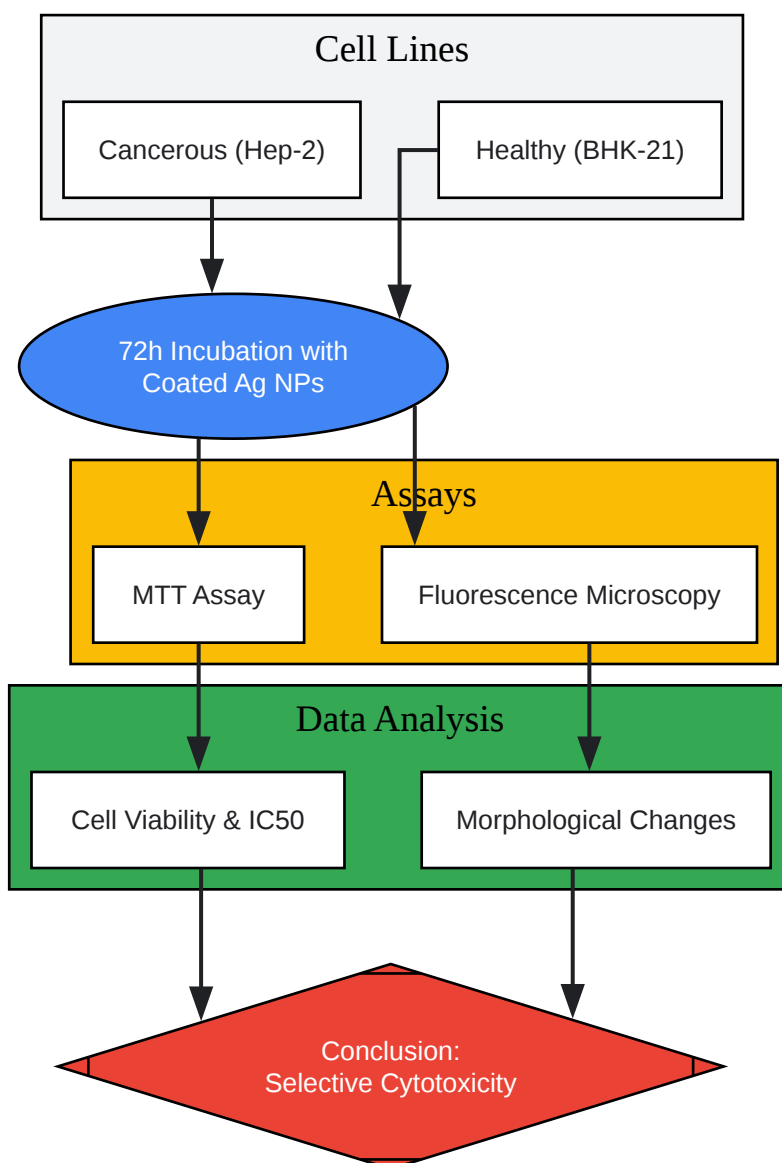 Cell Lines
Cancerous (Hep-2)
Healthy (BHK-21)
72h Incubation with
Coated Ag NPs
Assays
MTT Assay
Fluorescence Microscopy
Data Analysis
Cell Viability & IC50
Morphological Changes
Conclusion:
Selective Cytotoxicity